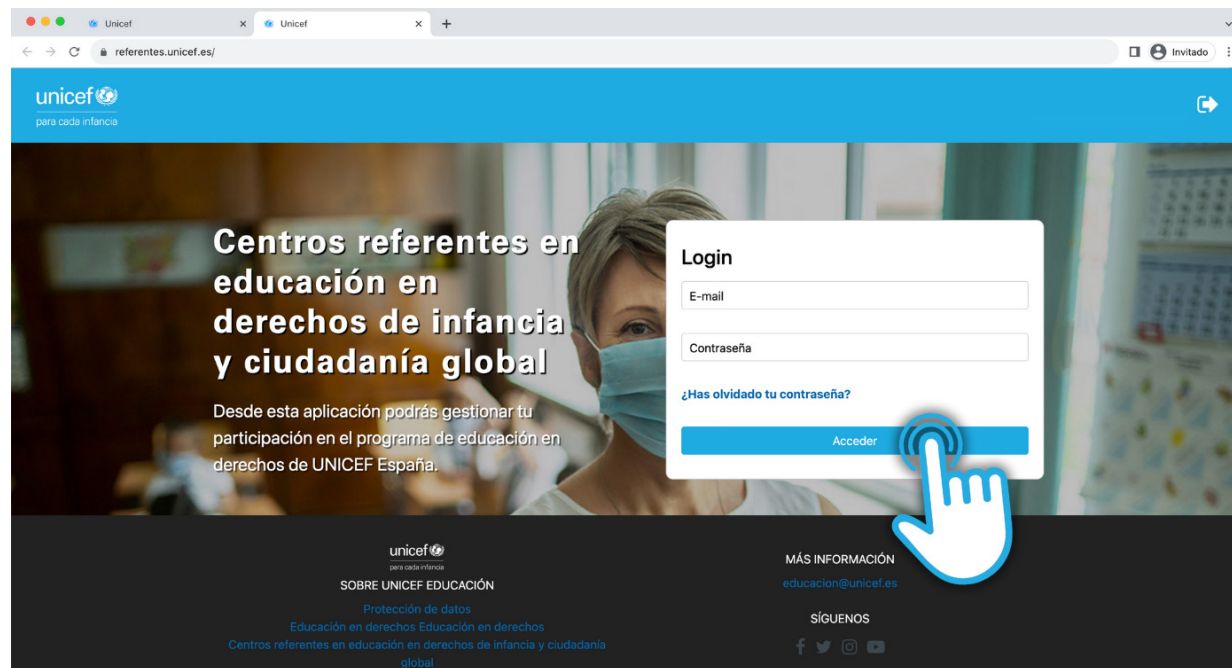 Unicef
Unicef
referentes.unicef.es/
Invitado
unicef
para cada infancia
Centros referentes en
educación en
derechos de infancia
y ciudadanía global
Desde esta aplicación podrás gestionar tu
participación en el programa de educación en
derechos de UNICEF España.
Login
E-mail
Contraseña
¿Has olvidado tu contraseña?
Acceder
unicef
para cada infancia
SOBRE UNICEF EDUCACIÓN
Protección de datos
Educación en derechos Educación en derechos
Centros referentes en educación en derechos de infancia y ciudadanía
global
MÁS INFORMACIÓN
educacion@unicef.es
SÍGUENOS